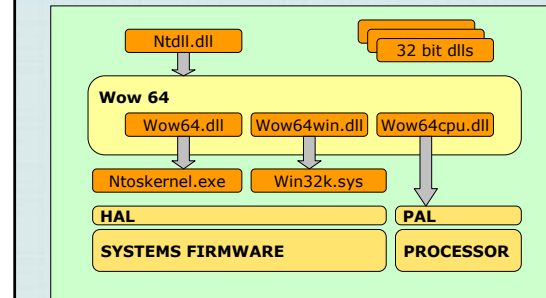 Ntdll.dll
32 bit dlls
Wow 64
Wow64.dll Wow64win.dll Wow64cpu.dll
Ntoskernel.exe Win32k.sys
HAL PAL
SYSTEMS FIRMWARE PROCESSOR